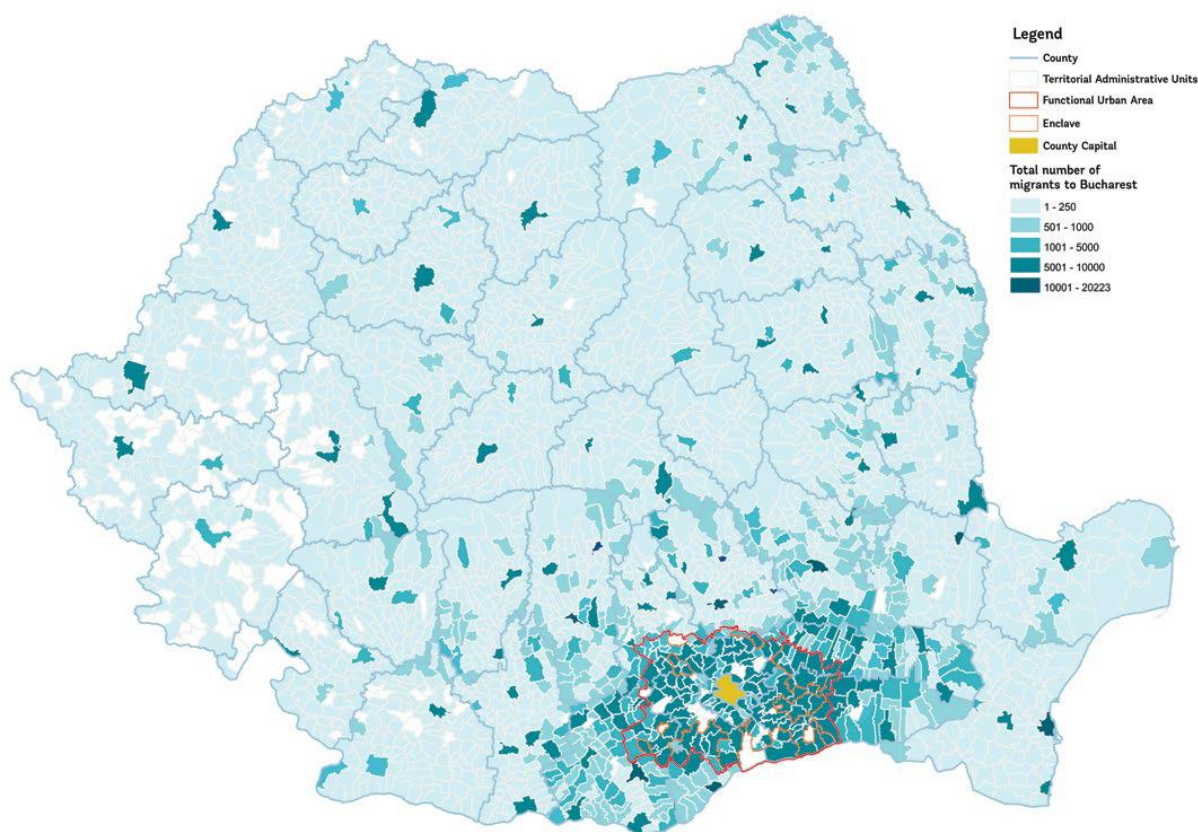 Legend
County
Territorial Administrative Units
Functional Urban Area
Enclave
County Capital
Total number of
migrants to Bucharest
1 - 250
501 - 1000
1001 - 5000
5001 - 10000
10001 - 20223